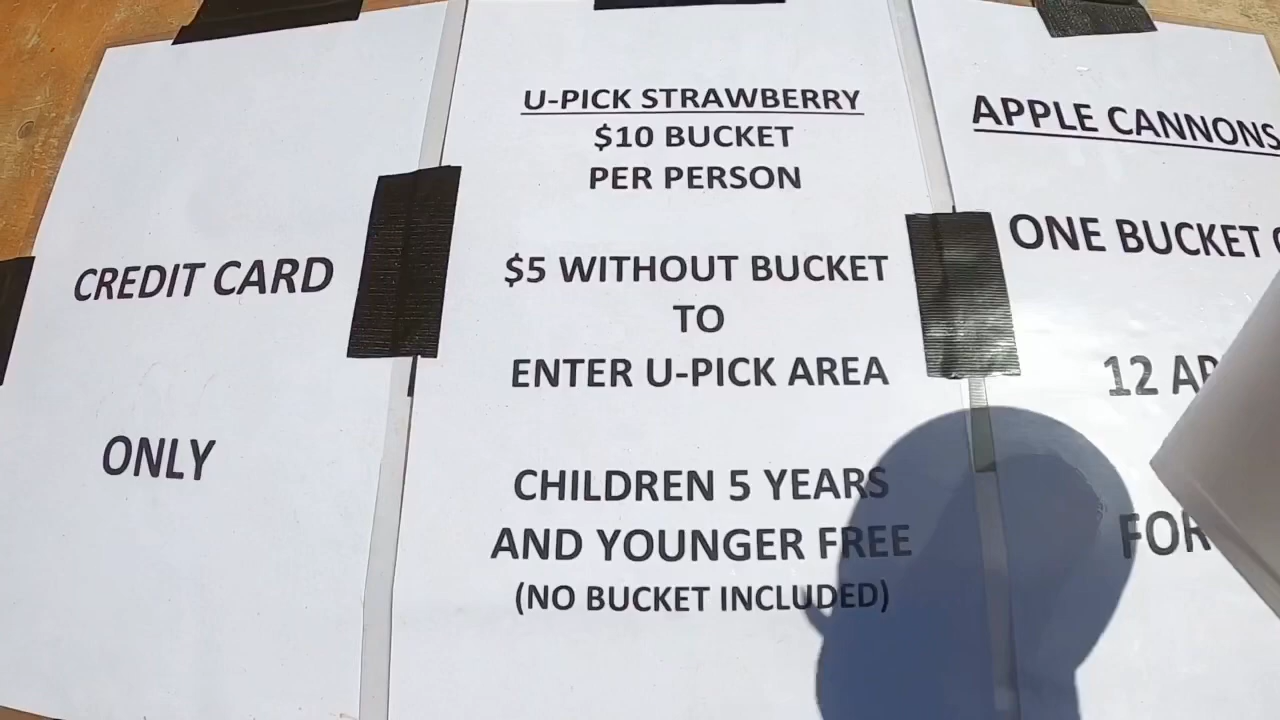 CREDIT CARD
ONLY
U-PICK STRAWBERRY
$10 BUCKET
PER PERSON
$5 WITHOUT BUCKET
TO
ENTER U-PICK AREA
CHILDREN 5 YEARS
AND YOUNGER FREE
(NO BUCKET INCLUDED)
APPLE CANNONS
ONE BUCKET
12
FOR